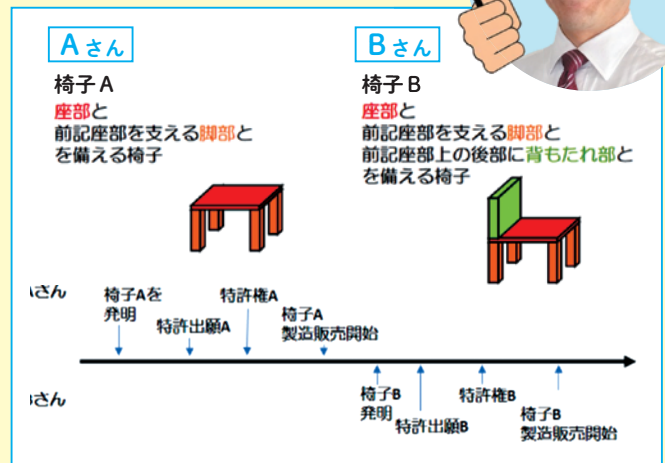 Aさん
Bさん
椅子A
座部と
前記座部を支える脚部と
を備える椅子
椅子B
座部と
前記座部を支える脚部と
前記座部上の後部に背もたれ部と
を備える椅子
さん
椅子Aを
発明
特許出願A
特許権A
椅子A
製造販売開始
さん
椅子B
発明
特許出願B
特許権B
椅子B
製造販売開始